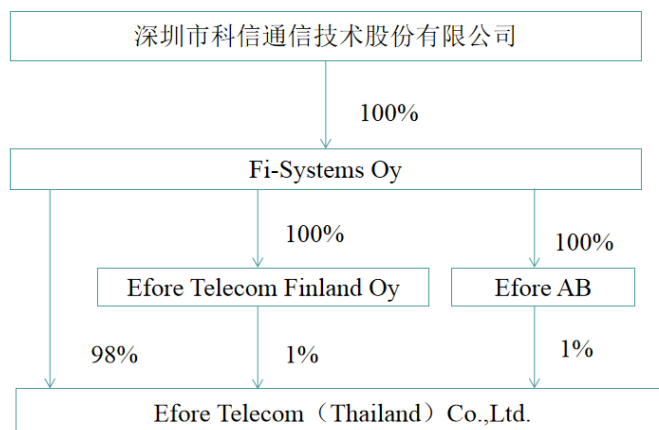 深圳市科信通信技术股份有限公司
100%
Fi-Systems Oy
100%
100%
Efore Telecom Finland Oy
Efore AB
98%
1%
1%
Efore Telecom（Thailand）Co.,Ltd.